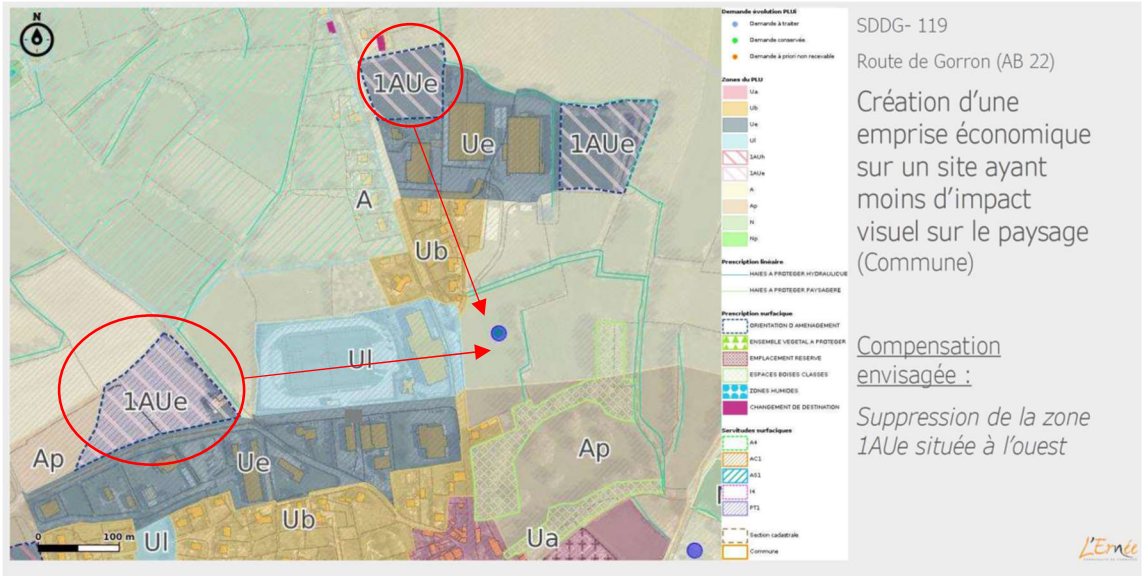 N
1AUe
Ue
1AUe
A
Ub
Ul
1AUe
Ap
Ue
Ap
Ub
Ul
Ua
0 100 m
Demande évolution PLUi
Demande à traiter
Demande conservée
Demande à priori non recevable
Zones du PLU
Ua
Ub
Ue
Ul
1AUh
1AUe
A
Ap
N
Np
Prescription linéaire
HAIES A PROTEGER HYDRAULIQUE
HAIES A PROTEGER PAYSAGERE
Prescription surfacique
ORIENTATION D AMENAGEMENT
ENSEMBLE VEGETAL A PROTEGER
EMPLACEMENT RESERVE
ESPACES BOISES CLASSES
ZONES HUMIDES
CHANGEMENT DE DESTINATION
Servitudes surfaciques
A4
AC1
AS1
I4
PT1
Section cadastrale
Commune
SDDG- 119
Route de Gorron (AB 22)
Création d'une
emprise économique
sur un site ayant
moins d'impact
visuel sur le paysage
(Commune)
Compensation
envisagée :
Suppression de la zone
1AUe située à l'ouest
L'Ernée